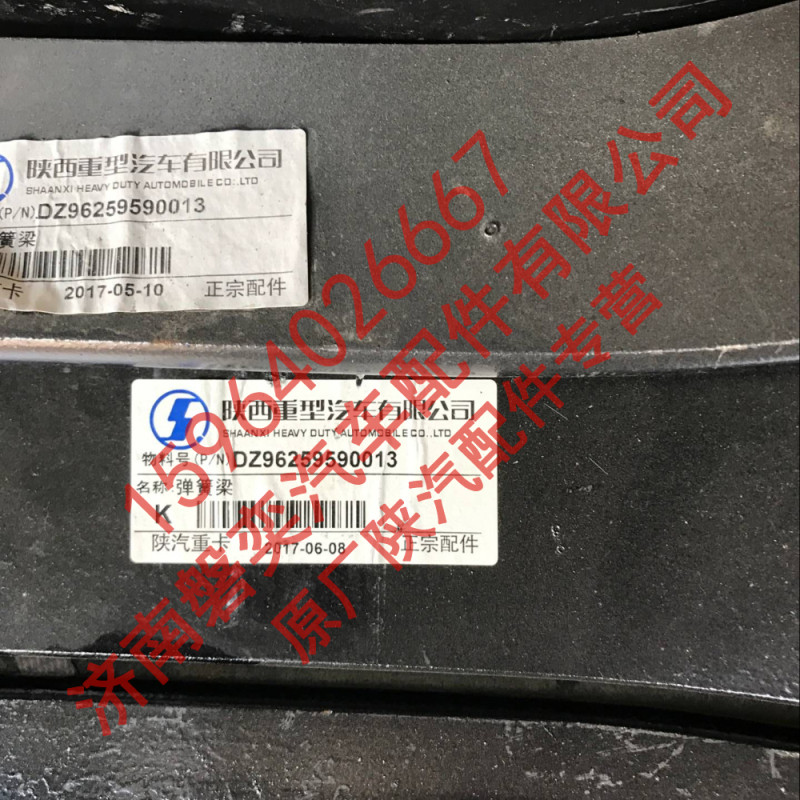 陕西重型汽车有限公司
SHAANXI HEAVY DUTY AUTOMOBILE CO.,LTD
(P/N) DZ96259590013
簧梁
卡 2017-05-10 正宗配件
陕西重型汽车有限公司
SHAANXI HEAVY DUTY AUTOMOBILE CO.,LTD
物料号(P/N) DZ96259590013
名称 弹簧梁
K
陕汽重卡 2017-06-08 正宗配件
15964026667
济南磐奕汽车配件有限公司
原厂陕汽配件专营